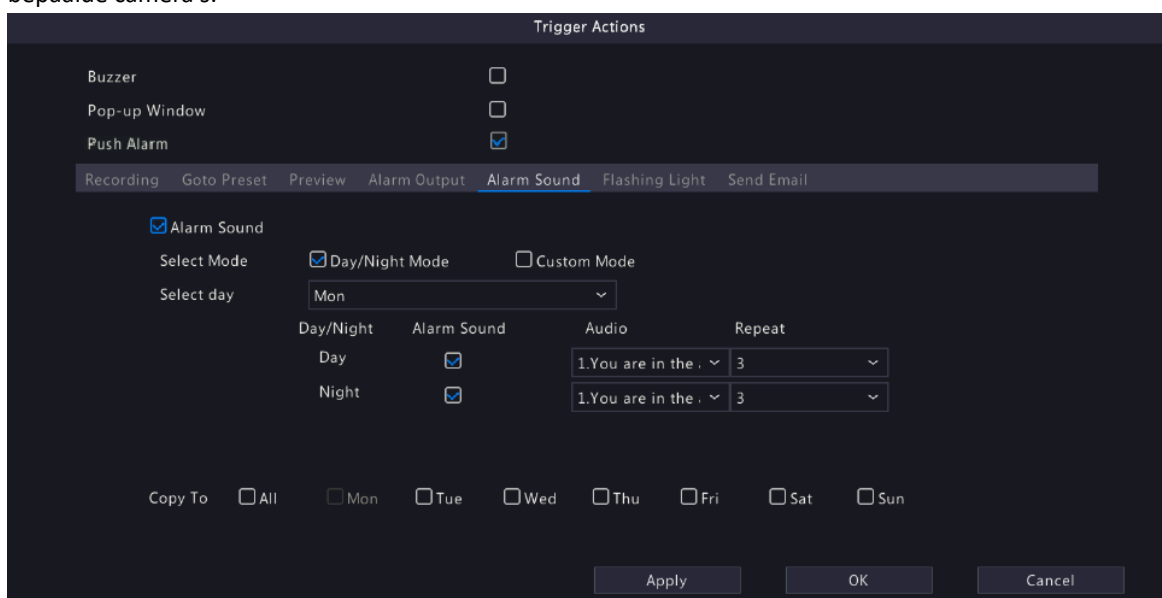 bepaalde camera's.
Trigger Actions
Buzzer
Pop-up Window
Push Alarm
Recording Goto Preset Preview Alarm Output Alarm Sound Flashing Light Send Email
Alarm Sound
Select Mode Day/Night Mode Custom Mode
Select day Mon
Day/Night Alarm Sound Audio Repeat
Day 1.You are in the 3
Night 1.You are in the 3
Copy To All Mon Tue Wed Thu Fri Sat Sun
Apply OK Cancel